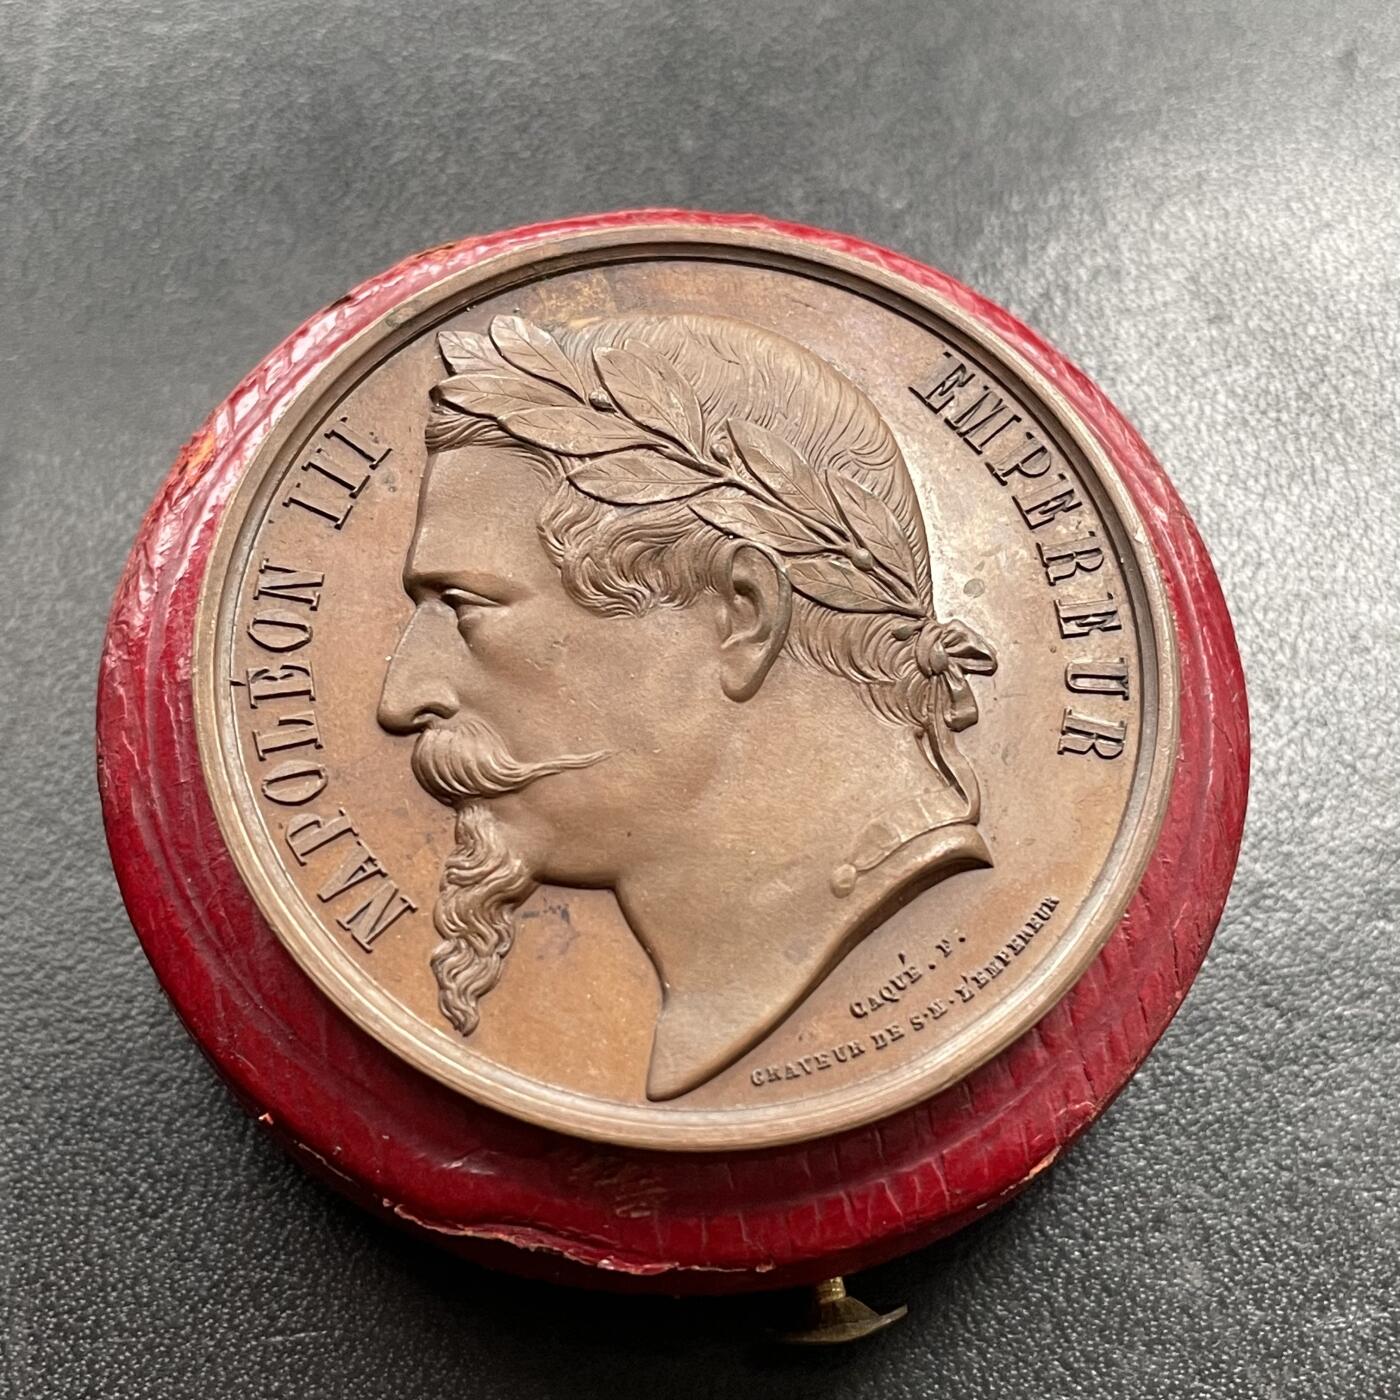 NAPOLÉON III
EMPEREUR
CAQUÉ. F.
GRAVEUR DE S.M. L'EMPEREUR